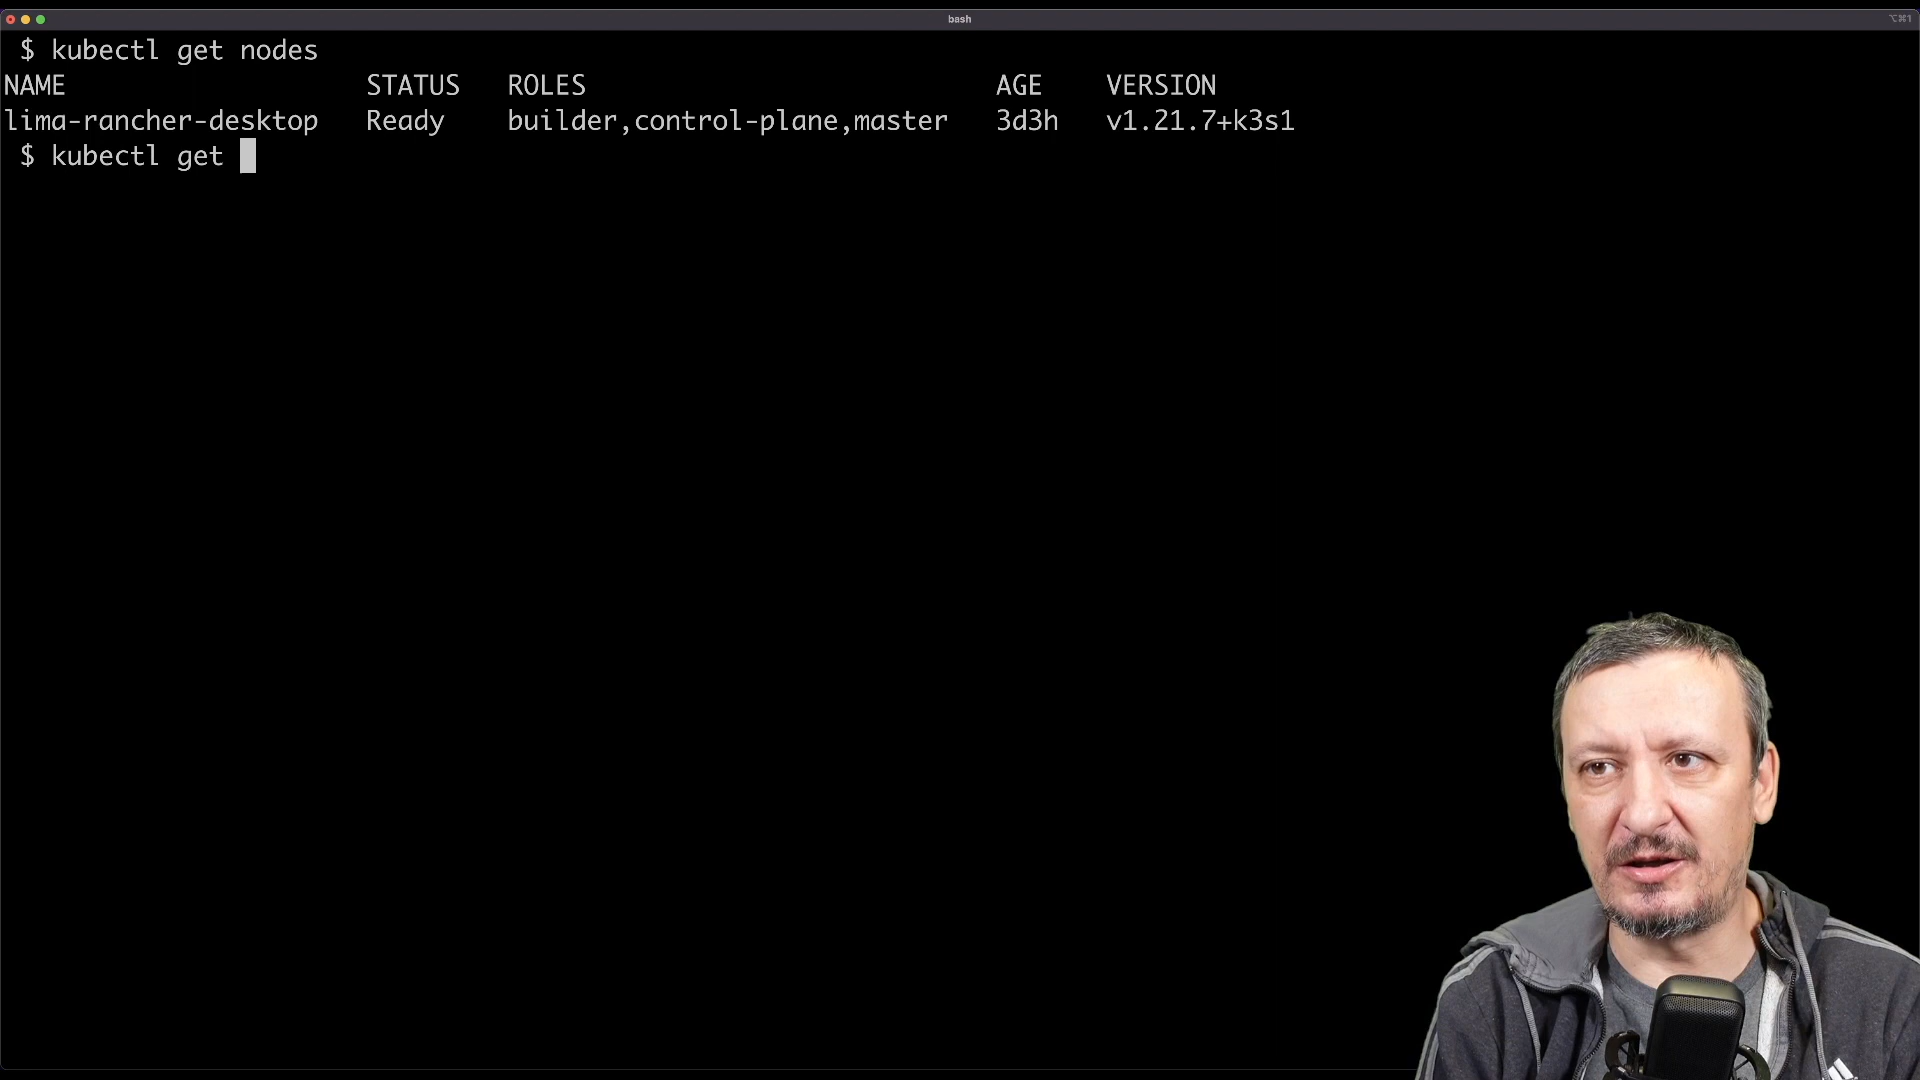 bash
⌥⌘1
$ kubectl get nodes
NAME STATUS ROLES AGE VERSION
lima-rancher-desktop Ready builder,control-plane,master 3d3h v1.21.7+k3s1
$ kubectl get